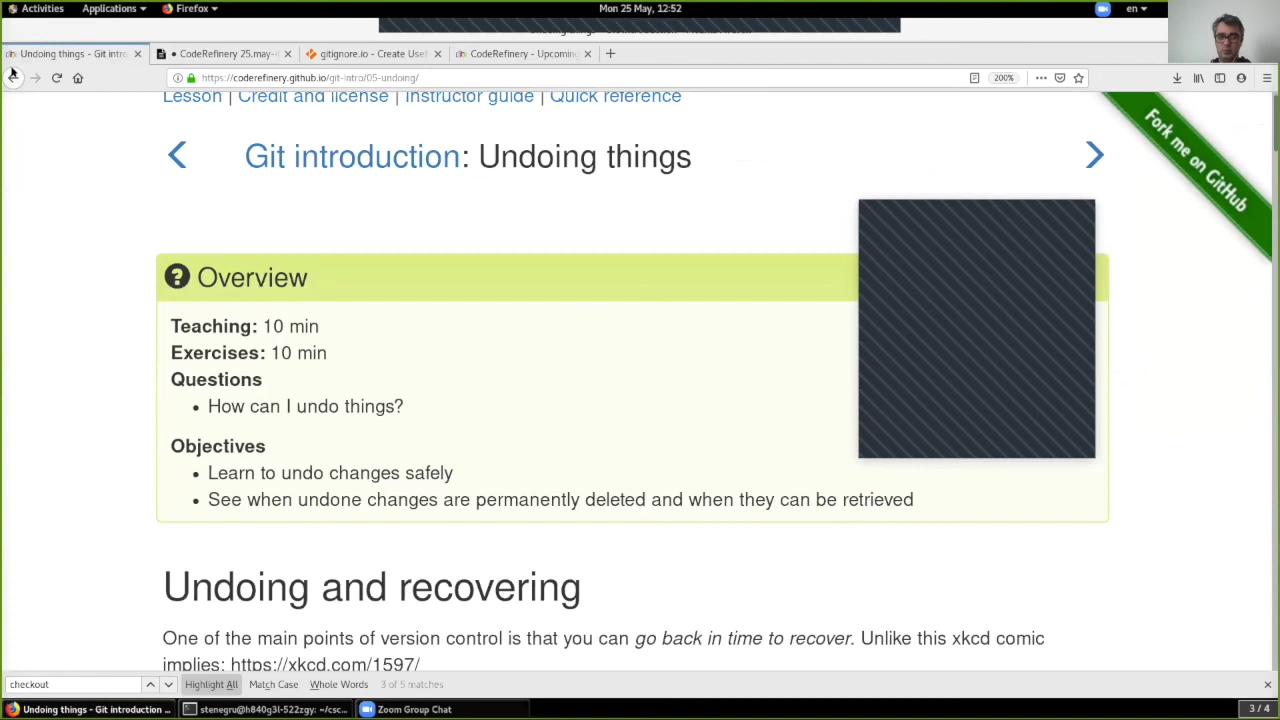 Activities Applications Firefox Mon 25 May, 12:52 en
Undoing things - Git intro CodeRefinery 25.may- gitignore.io - Create Usef CodeRefinery - Upcoming
https://coderefinery.github.io/git-intro/05-undoing/ 200%
Lesson | Credit and license | Instructor guide | Quick reference
Git introduction: Undoing things
Fork me on GitHub
Overview
Teaching: 10 min
Exercises: 10 min
Questions
• How can I undo things?
Objectives
• Learn to undo changes safely
• See when undone changes are permanently deleted and when they can be retrieved
Undoing and recovering
One of the main points of version control is that you can go back in time to recover. Unlike this xkcd comic
implies: https://xkcd.com/1597/
checkout Highlight All Match Case Whole Words 3 of 5 matches
Undoing things - Git introduction ... stenegru@h840g3l-522zgy: ~/csc... Zoom Group Chat 3 / 4